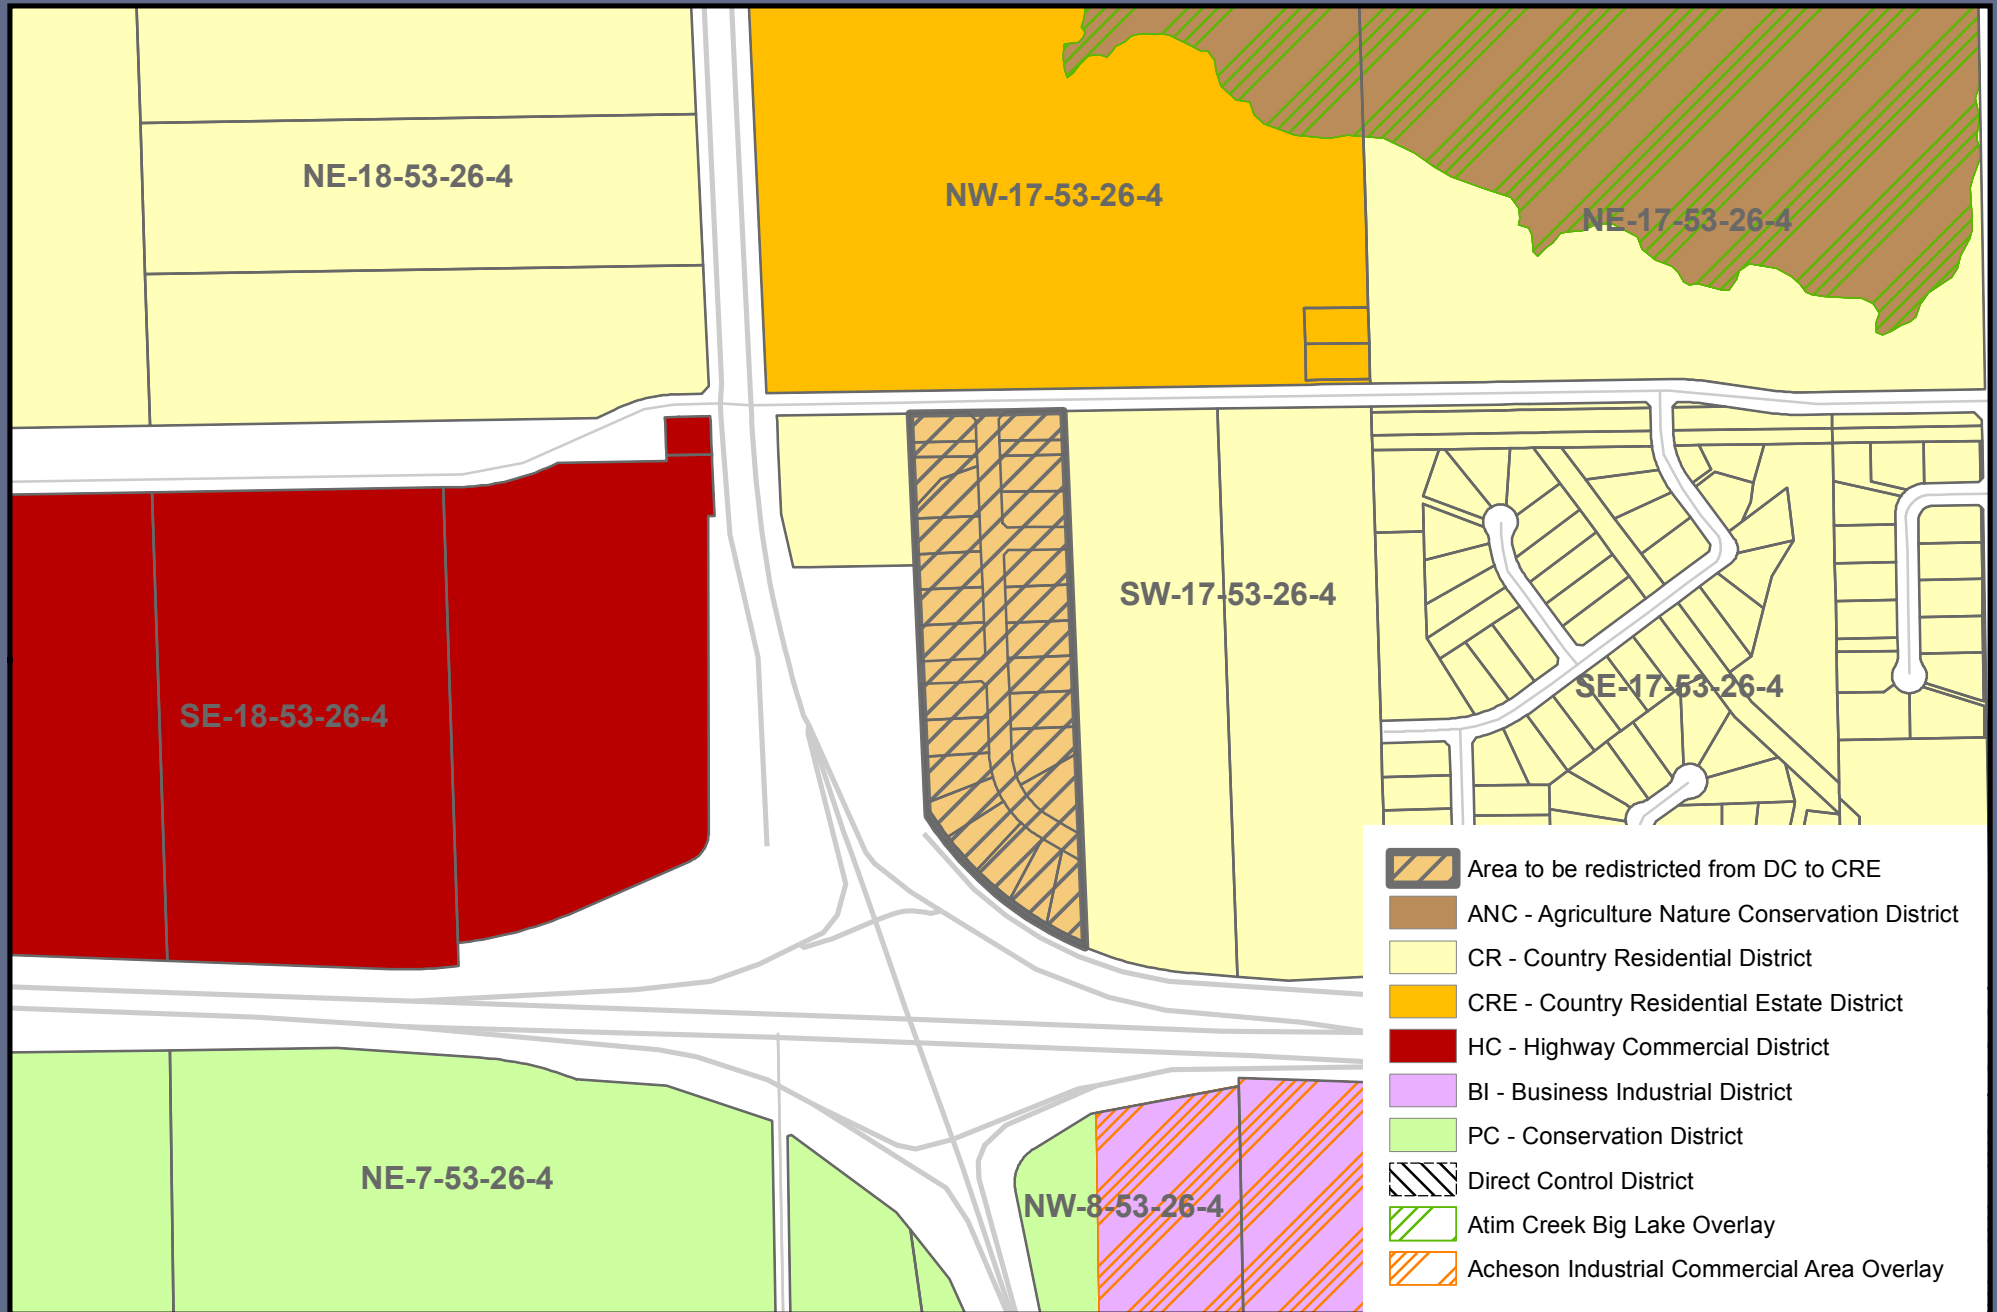 NE-18-53-26-4
NW-17-53-26-4
NE-17-53-26-4
SW-17-53-26-4
SE-18-53-26-4
SE-17-53-26-4
NE-7-53-26-4
NW-8-53-26-4
Area to be redistricted from DC to CRE
ANC - Agriculture Nature Conservation District
CR - Country Residential District
CRE - Country Residential Estate District
HC - Highway Commercial District
BI - Business Industrial District
PC - Conservation District
Direct Control District
Atim Creek Big Lake Overlay
Acheson Industrial Commercial Area Overlay